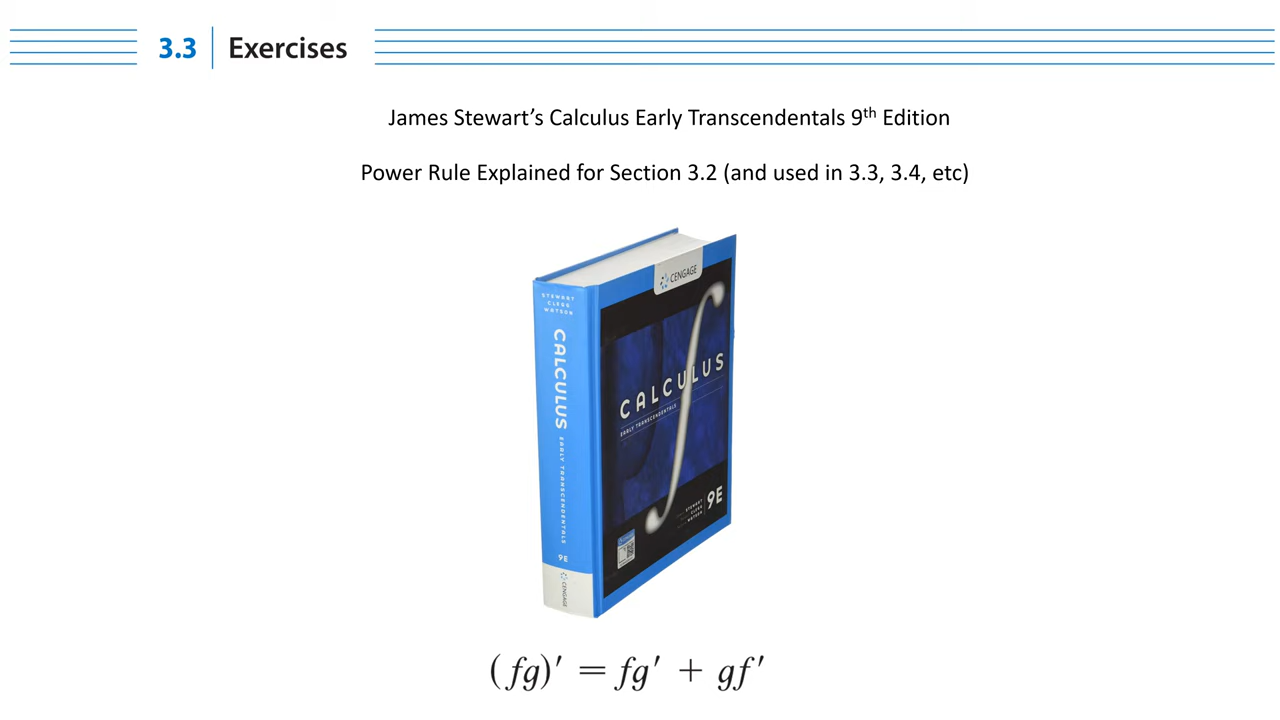 3.3 Exercises
James Stewart’s Calculus Early Transcendentals 9th Edition
Power Rule Explained for Section 3.2 (and used in 3.3, 3.4, etc)
CENGAGE
STEWART
CLEGG
WATSON
CALCULUS
EARLY TRANSCENDENTALS
9E
CENGAGE
CALCULUS
EARLY TRANSCENDENTALS
STEWART
CLEGG
WATSON
9E
(fg)′ = fg′ + gf′